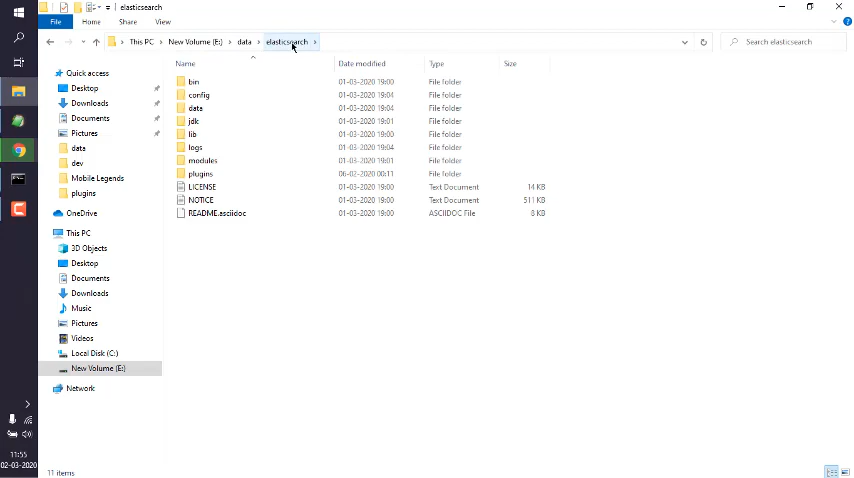 elasticsearch
File Home Share View
This PC New Volume (E:) data elasticsearch Search elasticsearch
Name Date modified Type Size
Quick access
Desktop
Downloads
Documents
Pictures
data
dev
Mobile Legends
plugins
OneDrive
This PC
3D Objects
Desktop
Documents
Downloads
Music
Pictures
Videos
Local Disk (C:)
New Volume (E:)
Network
bin 01-03-2020 19:00 File folder
config 01-03-2020 19:04 File folder
data 01-03-2020 19:04 File folder
jdk 01-03-2020 19:01 File folder
lib 01-03-2020 19:00 File folder
logs 01-03-2020 19:04 File folder
modules 01-03-2020 19:01 File folder
plugins 06-02-2020 00:11 File folder
LICENSE 01-03-2020 19:00 Text Document 14 KB
NOTICE 01-03-2020 19:00 Text Document 511 KB
README.asciidoc 01-03-2020 19:00 ASCIIDOC File 8 KB
11:55
02-03-2020
11 items